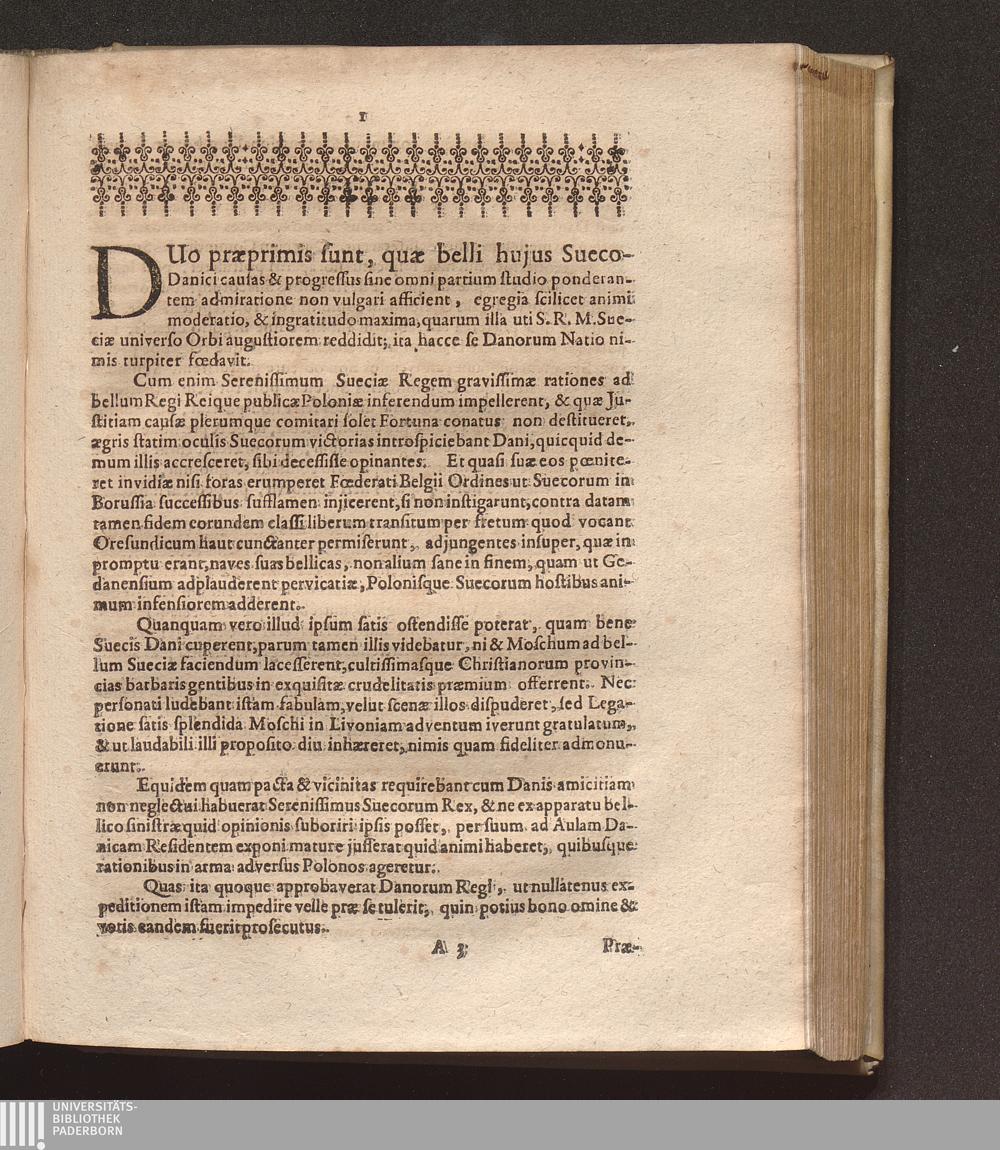 1
DUo præprimis ſunt, quæ belli hujus Sueco-
Danici cauſas & progreſſus ſine omni partium ſtudio ponderan-
tem admiratione non vulgari afficient, egregia ſcilicet animi
moderatio, & ingratitudo maxima, quarum illa uti S. R. M. Sue-
ciæ univerſo Orbi auguſtiorem reddidit; ita hacce ſe Danorum Natio ni-
mis turpiter fœdavit.
Cum enim Sereniſſimum Sueciæ Regem graviſſimæ rationes ad
bellum Regi Reique publicæ Poloniæ inferendum impellerent, & quæ Ju-
ſtitiam cauſæ plerumque comitari ſolet Fortuna conatus non deſtitueret,
ægris ſtatim oculis Suecorum victorias introſpiciebant Dani, quicquid de-
mum illis accreſceret, ſibi deceſſiſſe opinantes. Et quaſi ſuæ eos pœnite-
ret invidiæ niſi foras erumperet Fœderati Belgii Ordines ut Suecorum in
Boruſſia ſucceſſibus ſufflamen injicerent, ſi non inſtigarunt, contra datam
tamen fidem eorundem claſſi liberum tranſitum per fretum quod vocant
Oreſundicum haut cunctanter permiſerunt, adjungentes inſuper, quæ in
promptu erant, naves ſuas bellicas, non alium ſane in finem, quam ut Ge-
danenſium adplauderent pervicatiæ, Poloniſque Suecorum hoſtibus ani-
mum infenſiorem adderent.
Quanquam vero illud ipſum ſatis oſtendiſſe poterat, quam bene
Suecis Dani cuperent, parum tamen illis videbatur, ni & Moſchum ad bel-
lum Sueciæ faciendum laceſſerent, cultiſſimaſque Chriſtianorum provin-
cias barbaris gentibus in exquiſitæ crudelitatis præmium offerrent. Nec
perſonati ludebant iſtam fabulam, velut ſcenæ illos diſpuderet, ſed Lega-
tione ſatis ſplendida Moſchi in Livoniam adventum iverunt gratulatum,
& ut laudabili illi propoſito diu inhæreret, nimis quam fideliter admonu-
erunt.
Equidem quam pacta & vicinitas requirebant cum Danis amicitiam
non neglectui habuerat Sereniſſimus Suecorum Rex, & ne ex apparatu bel-
lico ſiniſtræ quid opinionis ſuboriri ipſis poſſet, per ſuum ad Aulam Da-
nicam Reſidentem exponi mature juſſerat quid animi haberet, quibuſque
rationibus in arma adverſus Polonos ageretur.
Quas ita quoque approbaverat Danorum Regi, ut nullatenus ex-
peditionem iſtam impedire velle præ ſe tulerit, quin potius bono omine &
votis eandem fuerit proſecutus.
A 3 Præ-
UNIVERSITÄTS-
BIBLIOTHEK
PADERBORN